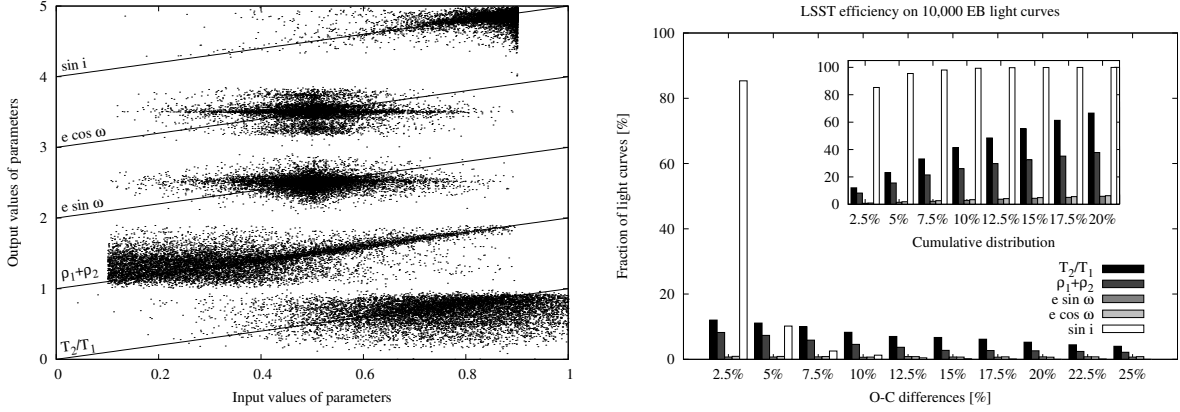 5
4
3
2
1
0
Output values of parameters
sin i
e cos ω
e sin ω
ρ1+ρ2
T2/T1
0
0.2
0.4
0.6
0.8
1
Input values of parameters
LSST efficiency on 10,000 EB light curves
100
80
60
40
20
0
Fraction of light curves [%]
100
80
60
40
20
0
2.5% 5% 7.5% 10% 12.5% 15% 17.5% 20%
Cumulative distribution
T2/T1
ρ1+ρ2
e sin ω
e cos ω
sin i
2.5% 5% 7.5% 10% 12.5% 15% 17.5% 20% 22.5% 25%
O-C differences [%]